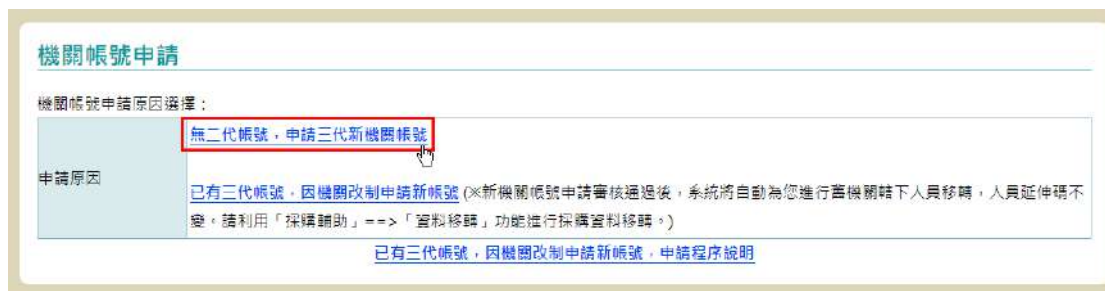 機關帳號申請
機關帳號申請原因選擇：
申請原因
無二代帳號，申請三代新機關帳號
已有三代帳號，因機關改制申請新帳號 (※新機關帳號申請審核通過後，系統將自動為您進行舊機關轄下人員移轉，人員延伸碼不
變。請利用「採購輔助」==>「資料移轉」功能進行採購資料移轉。)
已有三代帳號，因機關改制申請新帳號，申請程序說明